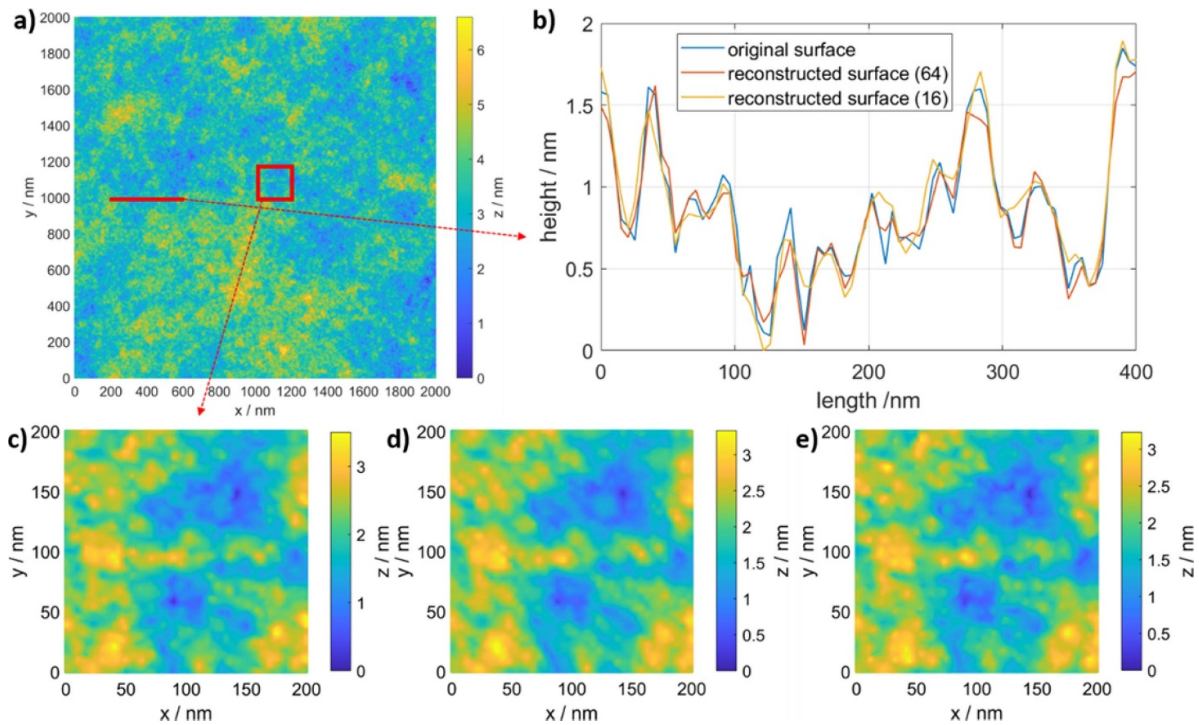 a)
2000
1800
1600
1400
1200
1000
800
600
400
200
0
y / nm
0 200 400 600 800 1000 1200 1400 1600 1800 2000
x / nm
6
5
4
3
2
1
0
z / nm
b)
original surface
reconstructed surface (64)
reconstructed surface (16)
2
1.5
1
0.5
0
height / nm
0 100 200 300 400
length /nm
c)
200
150
100
50
0
y / nm
0 50 100 150 200
x / nm
3
2
1
0
z / nm
d)
200
150
100
50
0
y / nm
0 50 100 150 200
x / nm
3
2.5
2
1.5
1
0.5
0
z / nm
e)
200
150
100
50
0
y / nm
0 50 100 150 200
x / nm
3
2.5
2
1.5
1
0.5
0
z / nm